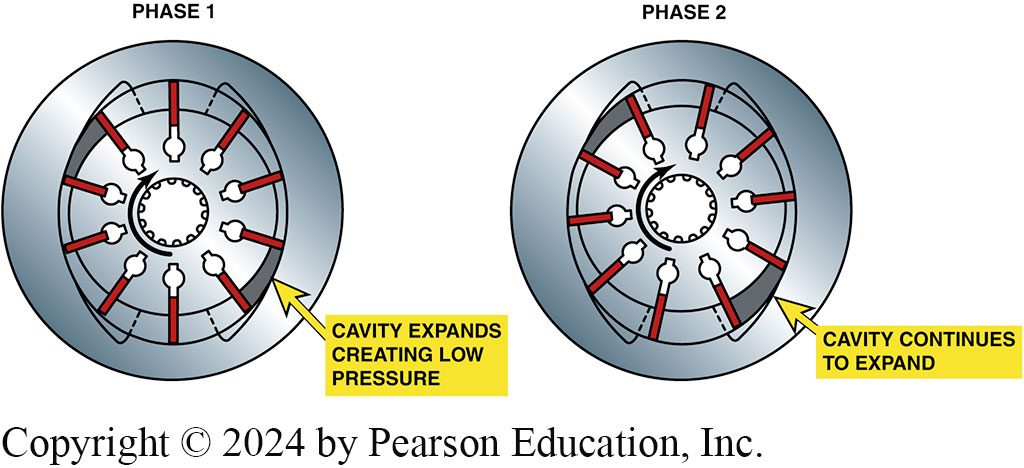 PHASE 1
PHASE 2
CAVITY EXPANDS
CREATING LOW
PRESSURE
CAVITY CONTINUES
TO EXPAND
Copyright © 2024 by Pearson Education, Inc.